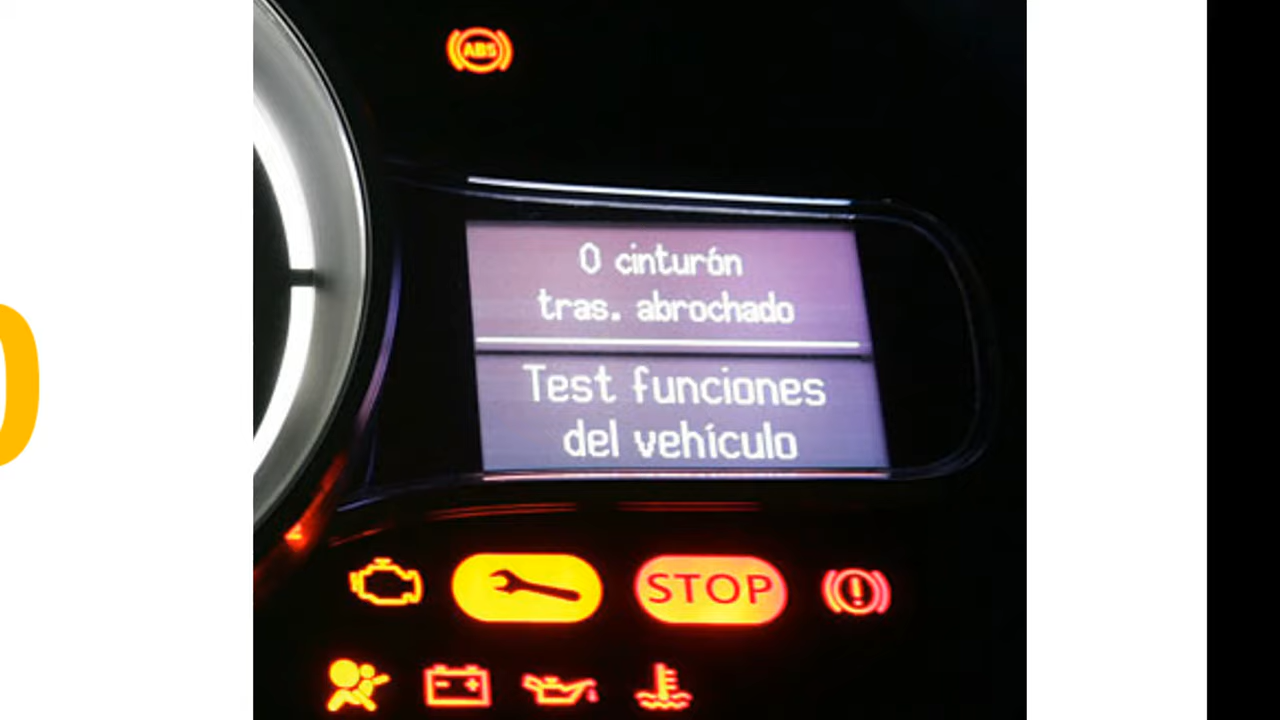 ABS
0 cinturón
tras. abrochado
Test funciones
del vehículo
STOP